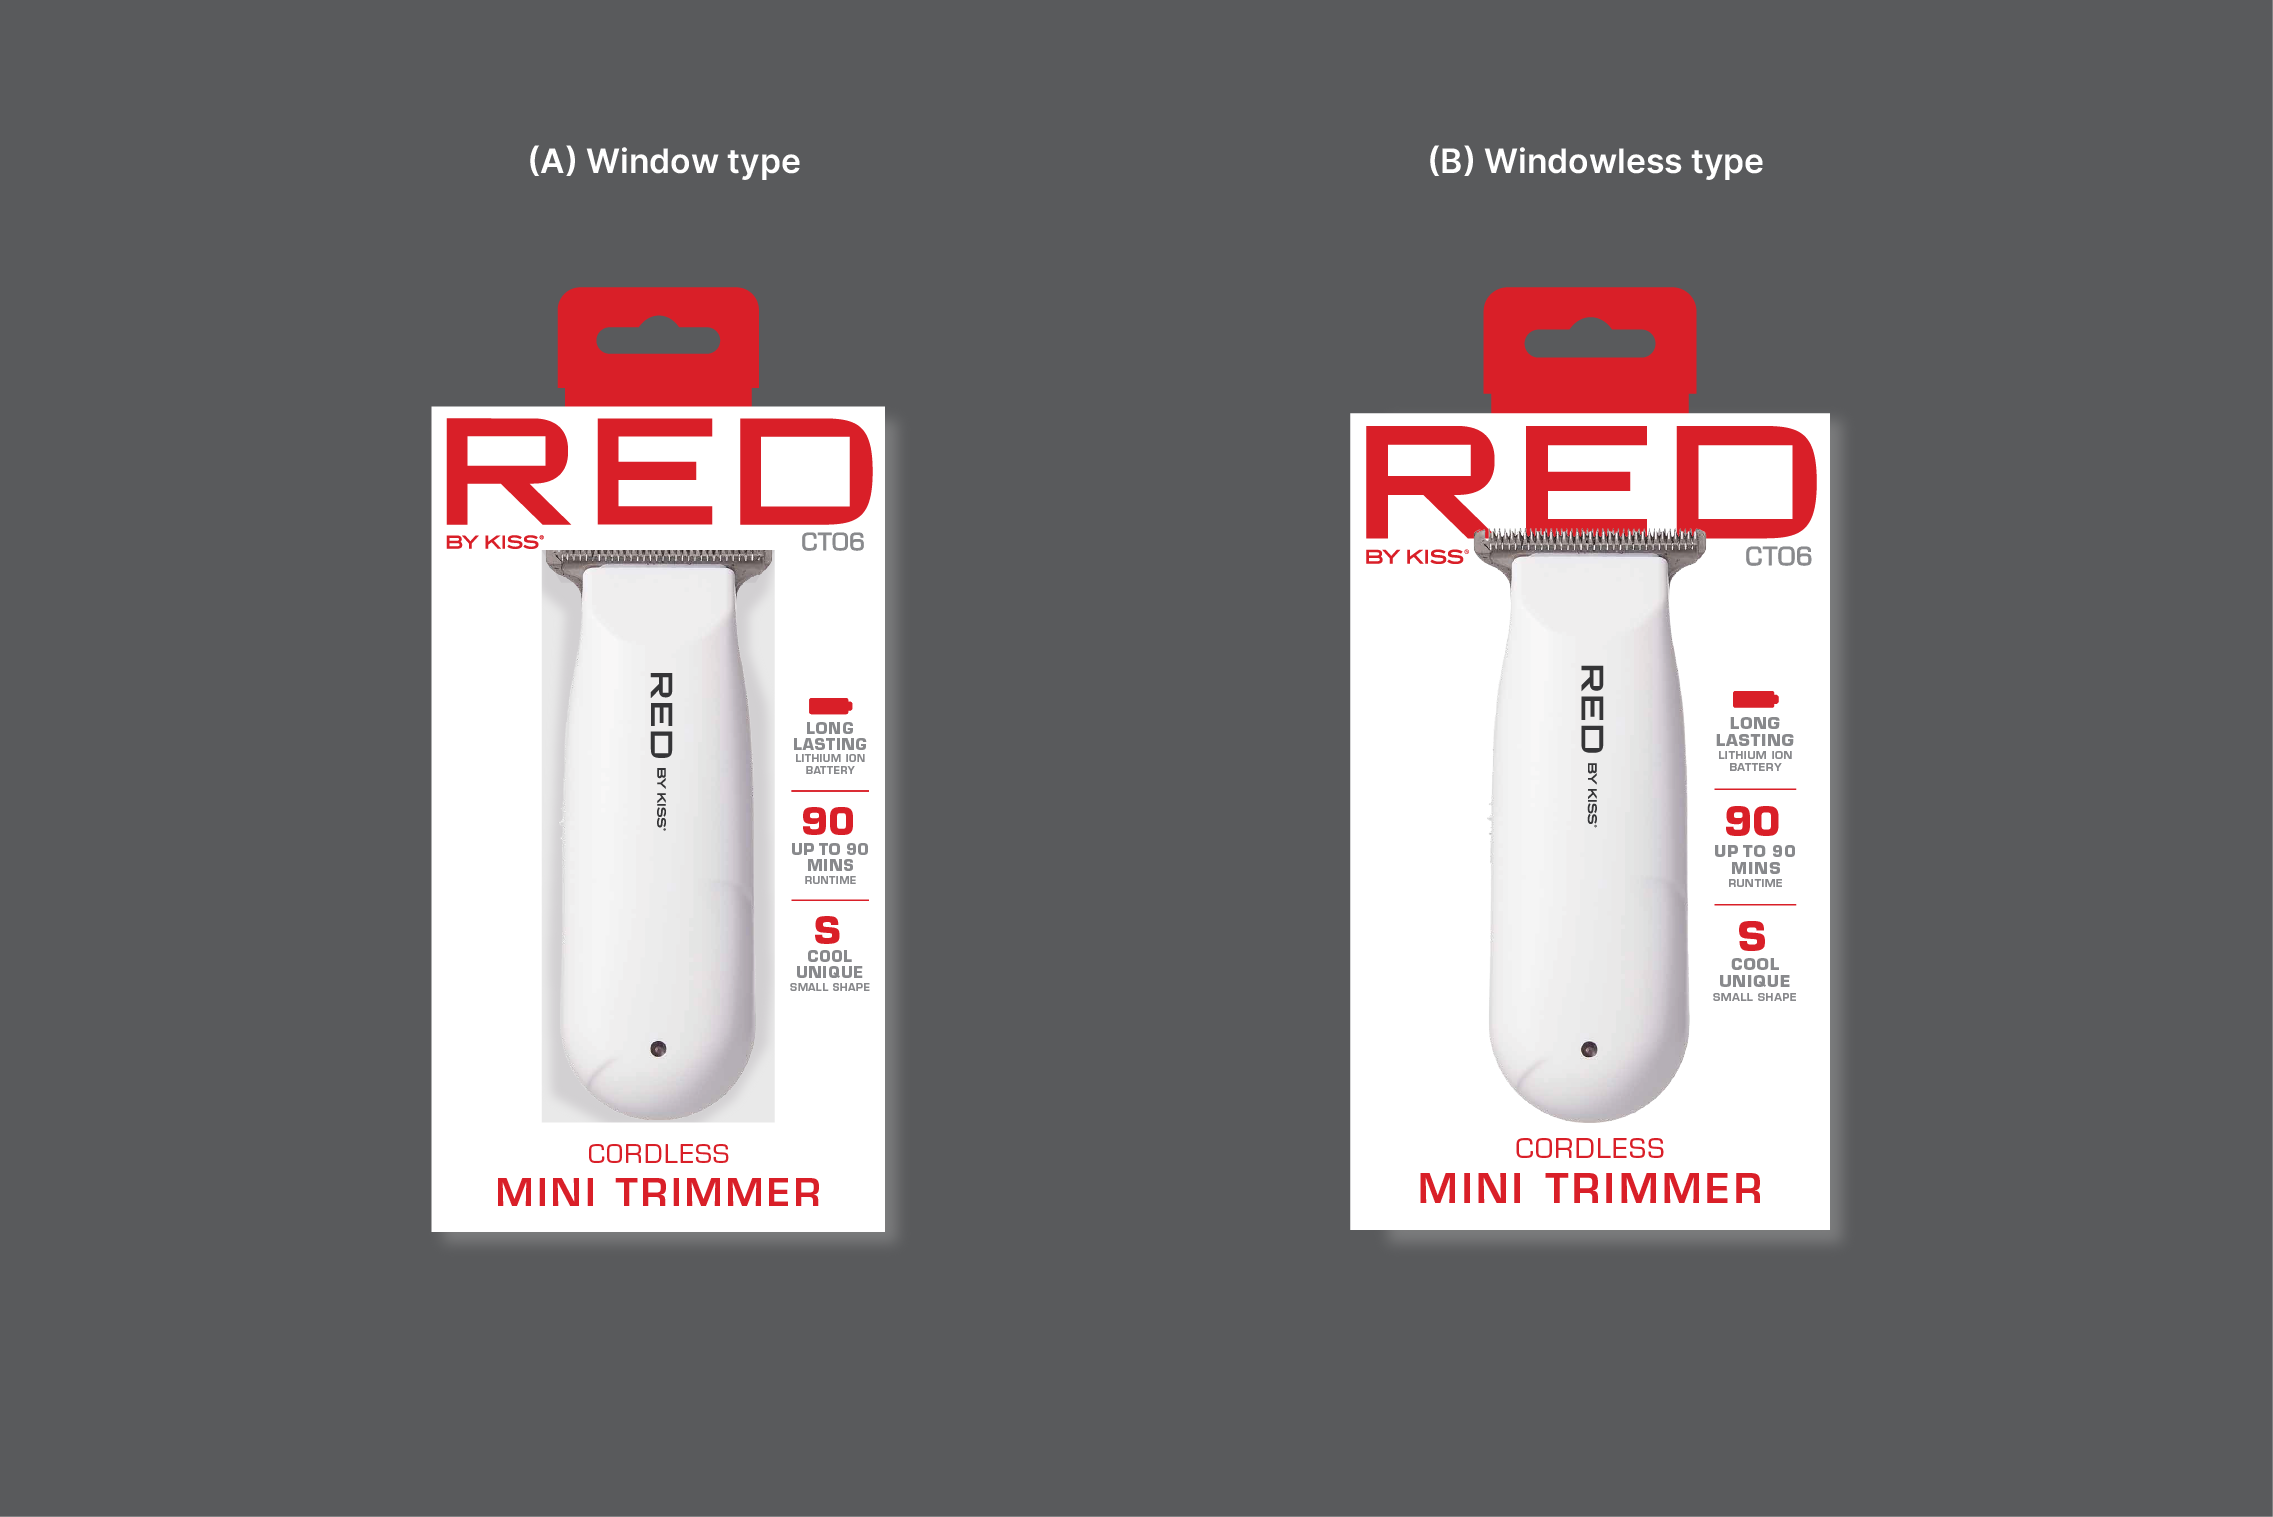 (A) Window type
RED
BY KISS®
CT06
RED BY KISS®
LONG
LASTING
LITHIUM ION
BATTERY
90
UP TO 90
MINS
RUNTIME
S
COOL
UNIQUE
SMALL SHAPE
CORDLESS
MINI TRIMMER
(B) Windowless type
RED
BY KISS®
CT06
RED BY KISS®
LONG
LASTING
LITHIUM ION
BATTERY
90
UP TO 90
MINS
RUNTIME
S
COOL
UNIQUE
SMALL SHAPE
CORDLESS
MINI TRIMMER